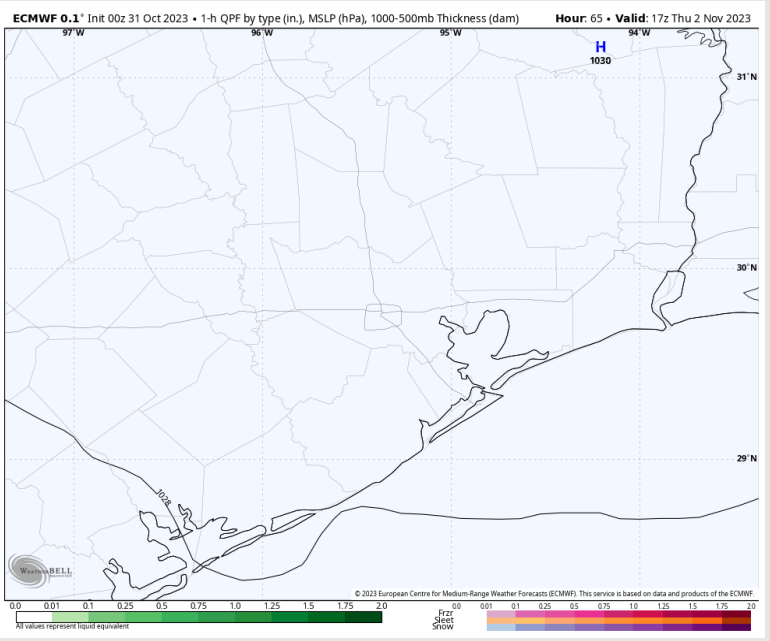 ECMWF 0.1° Init 00z 31 Oct 2023 • 1-h QPF by type (in.), MSLP (hPa), 1000-500mb Thickness (dam) Hour: 65 • Valid: 17z Thu 2 Nov 2023
97°W 96°W 95°W 94°W
H
1030
31°N
30°N
29°N
1028
WeatherBELL
© 2023 European Centre for Medium-Range Weather Forecasts (ECMWF). This service is based on data and products of the ECMWF.
0.0 0.01 0.1 0.25 0.5 0.75 1.0 1.25 1.5 1.75 2.0 0.0 0.01 0.1 0.25 0.5 0.75 1.0 1.25 1.5 1.75 2.0
Frzr
Sleet
Snow
All values represent liquid equivalent